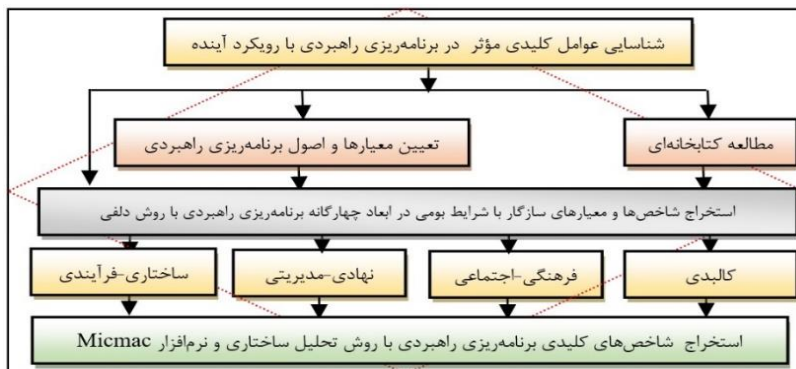 شناسایی عوامل کلیدی مؤثر در برنامه‌ریزی راهبردی با رویکرد آینده
مطالعه کتابخانه‌ای
تعیین معیارها و اصول برنامه‌ریزی راهبردی
استخراج شاخص‌ها و معیارهای سازگار با شرایط بومی در ابعاد چهارگانه برنامه‌ریزی راهبردی با روش دلفی
کالبدی
فرهنگی-اجتماعی
نهادی-مدیریتی
ساختاری-فرآیندی
استخراج شاخص‌های کلیدی برنامه‌ریزی راهبردی با روش تحلیل ساختاری و نرم‌افزار Micmac